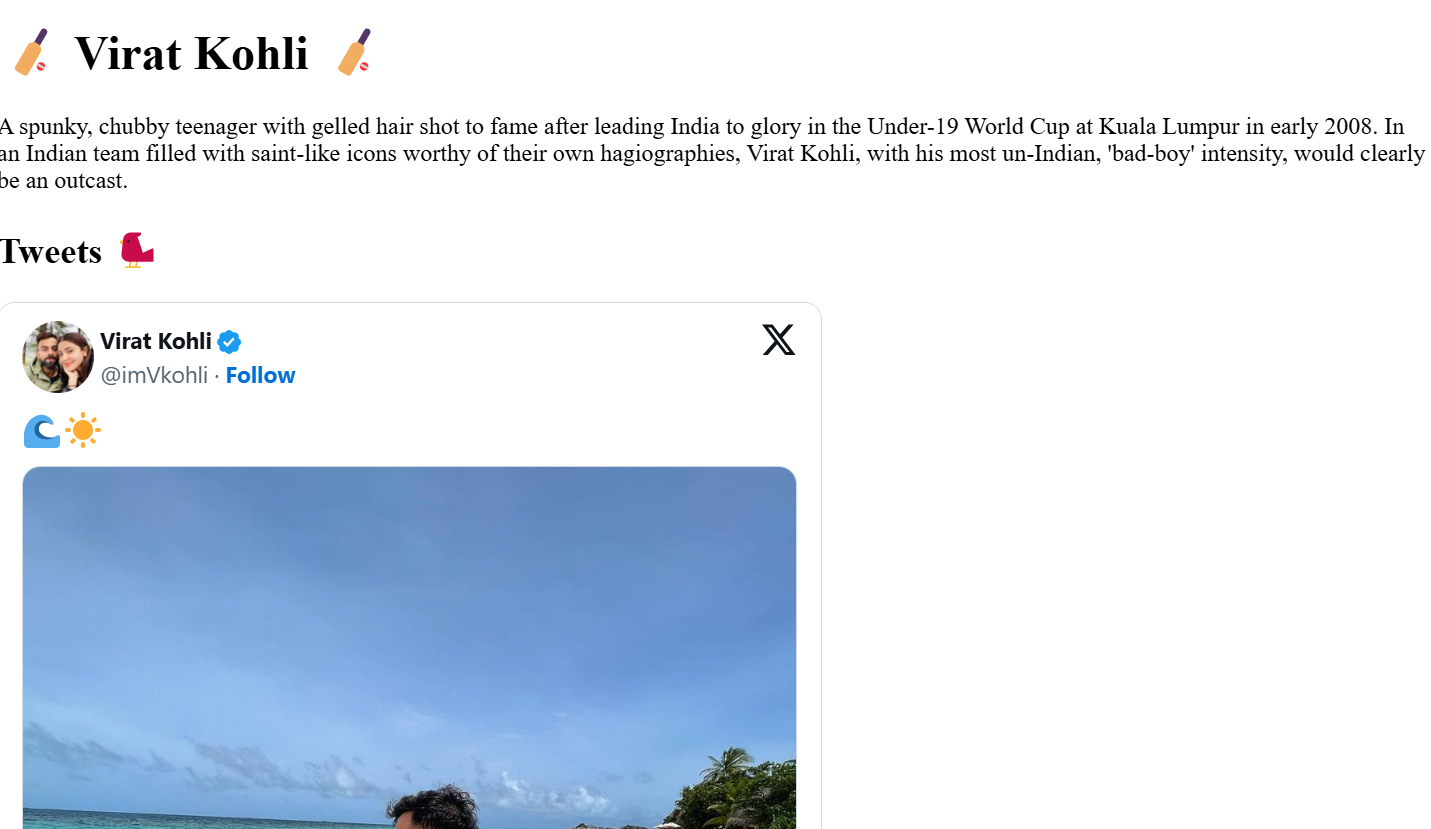 Virat Kohli
A spunky, chubby teenager with gelled hair shot to fame after leading India to glory in the Under-19 World Cup at Kuala Lumpur in early 2008. In
an Indian team filled with saint-like icons worthy of their own hagiographies, Virat Kohli, with his most un-Indian, 'bad-boy' intensity, would clearly
be an outcast.
Tweets
Virat Kohli
@imVkohli · Follow